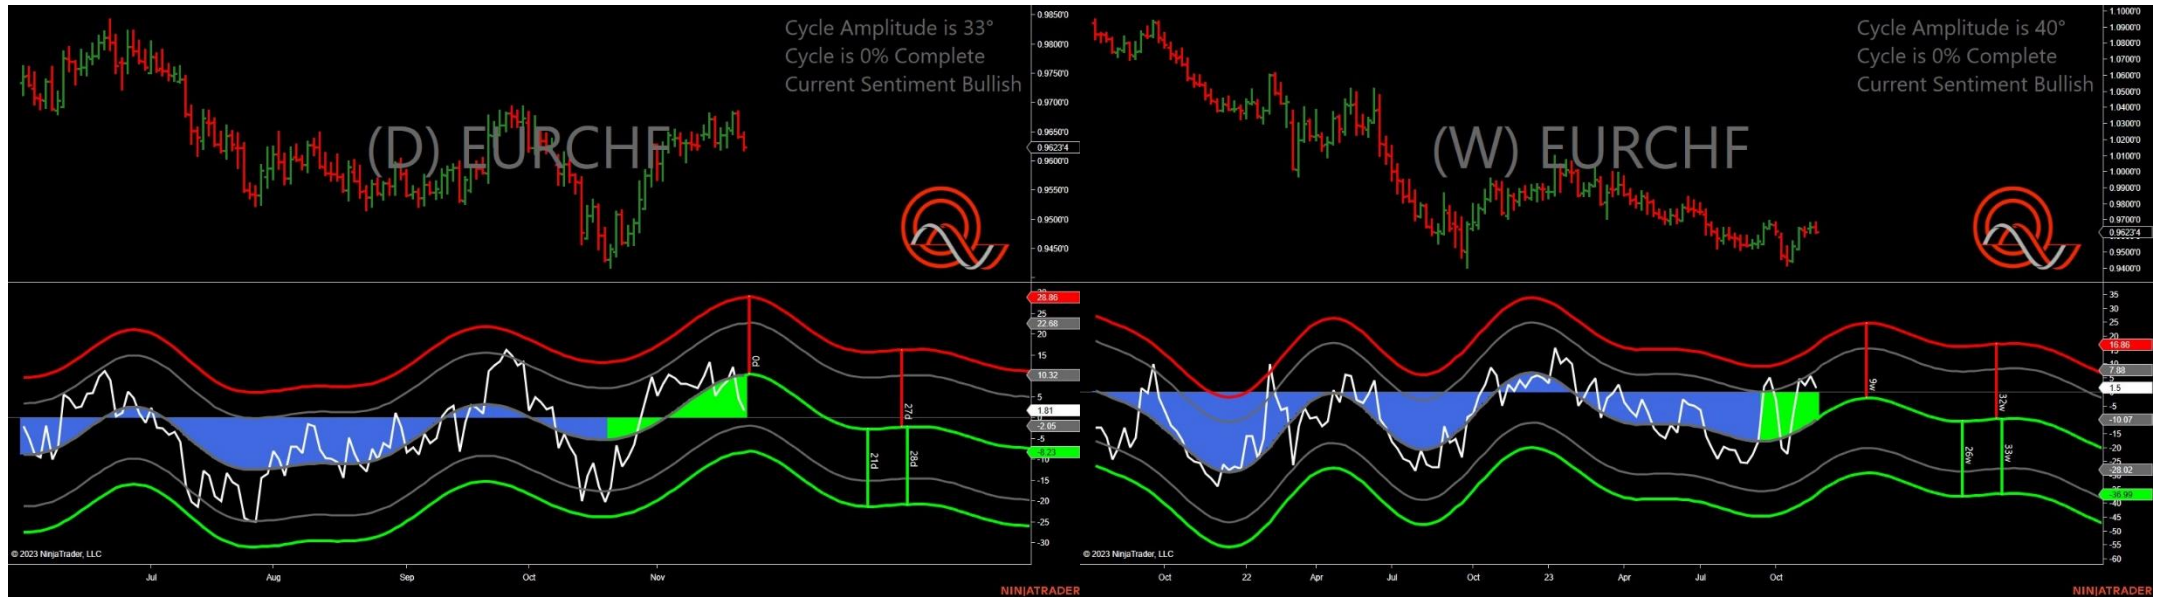 Cycle Amplitude is 33°
Cycle is 0% Complete
Current Sentiment Bullish
(D) EURCHF
0.9850'0
0.9800'0
0.9750'0
0.9700'0
0.9650'0
0.9623'4
0.9600'0
0.9550'0
0.9500'0
0.9450'0
28.86
25
22.68
20
15
10.32
5
1.81
-2.05
-5
-8.23
-15
-20
-25
-30
0d
27d
21d
28d
© 2023 NinjaTrader, LLC
Jul
Aug
Sep
Oct
Nov
NINJATRADER
Cycle Amplitude is 40°
Cycle is 0% Complete
Current Sentiment Bullish
(W) EURCHF
1.1000'0
1.0900'0
1.0800'0
1.0700'0
1.0600'0
1.0500'0
1.0400'0
1.0300'0
1.0200'0
1.0100'0
1.0000'0
0.9900'0
0.9800'0
0.9700'0
0.9623'4
0.9500'0
0.9400'0
35
30
25
20
16.86
7.88
1.5
-5
-10.07
-15
-20
-28.02
-36.99
-40
-45
-50
-55
-60
9w
32w
26w
33w
© 2023 NinjaTrader, LLC
Oct
22
Apr
Jul
Oct
23
Apr
Jul
Oct
NINJATRADER